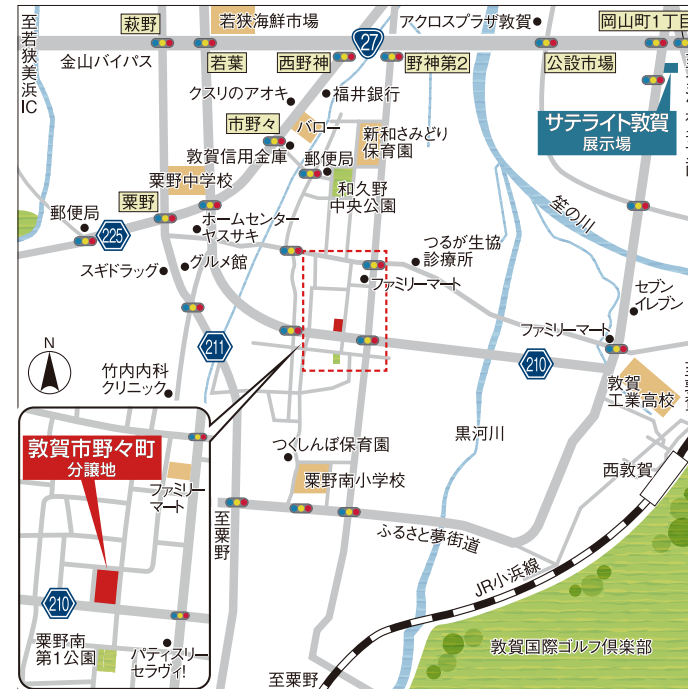 至若狭美浜IC
萩野
若狭海鮮市場
27
アクロスプラザ敦賀
岡山町1丁目
金山バイパス
若葉
西野神
野神第2
公設市場
クスリのアオキ
福井銀行
サテライト敦賀
展示場
市野々
バロー
新和さみどり
保育園
敦賀信用金庫
郵便局
粟野中学校
和久野
中央公園
笙の川
郵便局
粟野
225
ホームセンター
ヤスサキ
つるが生協
診療所
スギドラッグ
グルメ館
ファミリーマート
セブン
イレブン
ファミリーマート
N
211
210
竹内内科
クリニック
敦賀
工業高校
敦賀市野々町
分譲地
つくしんぼ保育園
黒河川
西敦賀
ファミリー
マート
粟野南小学校
至粟野
ふるさと夢街道
JR小浜線
210
粟野南
第1公園
パティスリー
セラヴィ!
敦賀国際ゴルフ倶楽部
至粟野